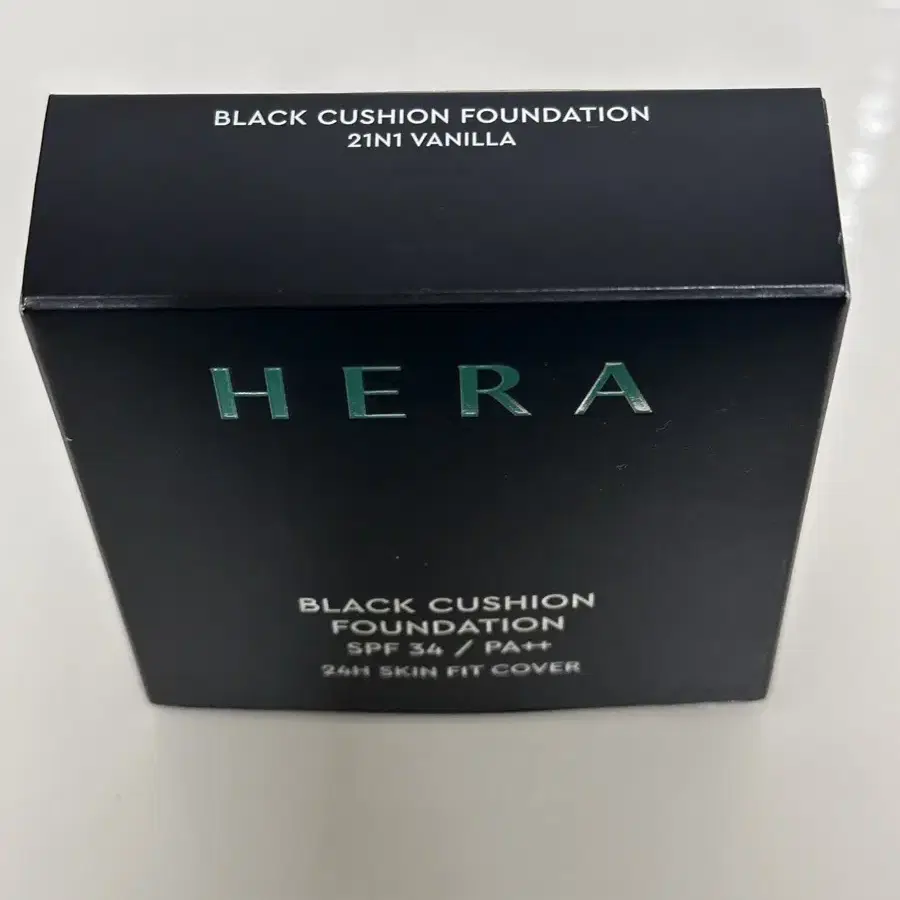 BLACK CUSHION FOUNDATION
21N1 VANILLA
HERA
BLACK CUSHION
FOUNDATION
SPF 34 / PA++
24H SKIN FIT COVER